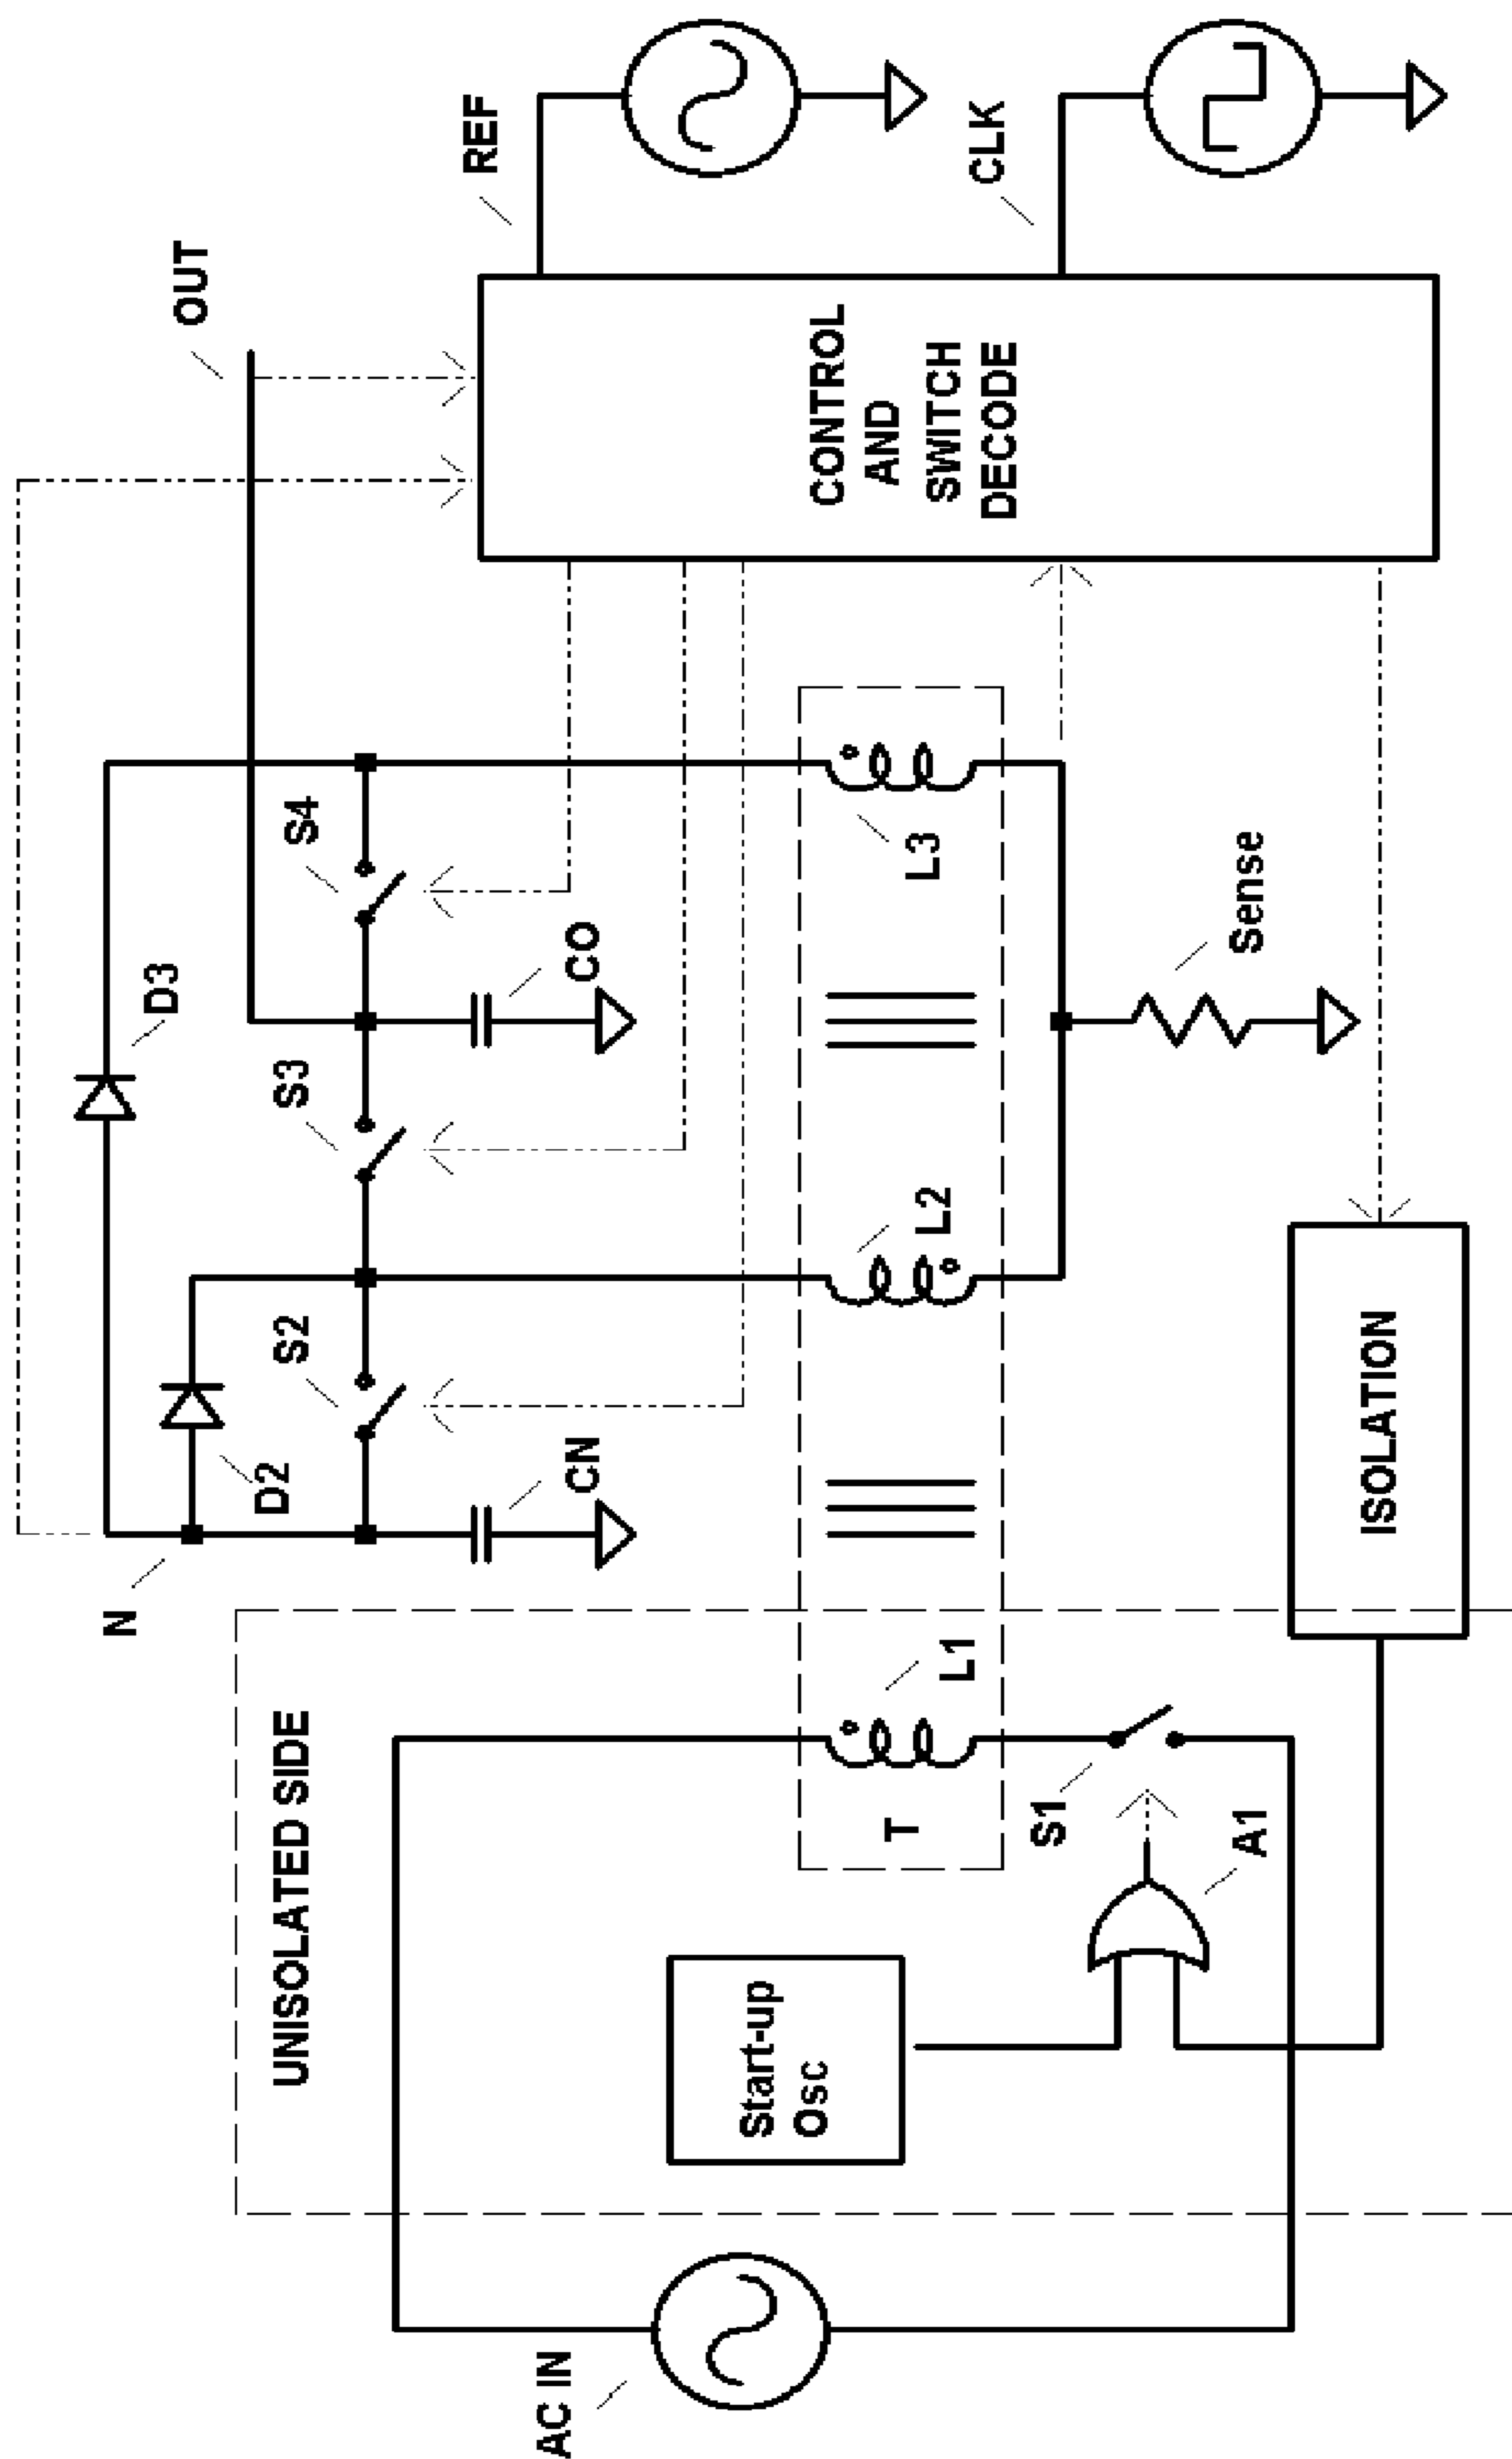 N
D3
OUT
UNISOLATED SIDE
D2
S2
S3
S4
REF
AC IN
CN
CO
Start-up
Osc
T
L1
L2
L3
CONTROL
AND
SWITCH
DECODE
CLK
S1
A1
Sense
ISOLATION